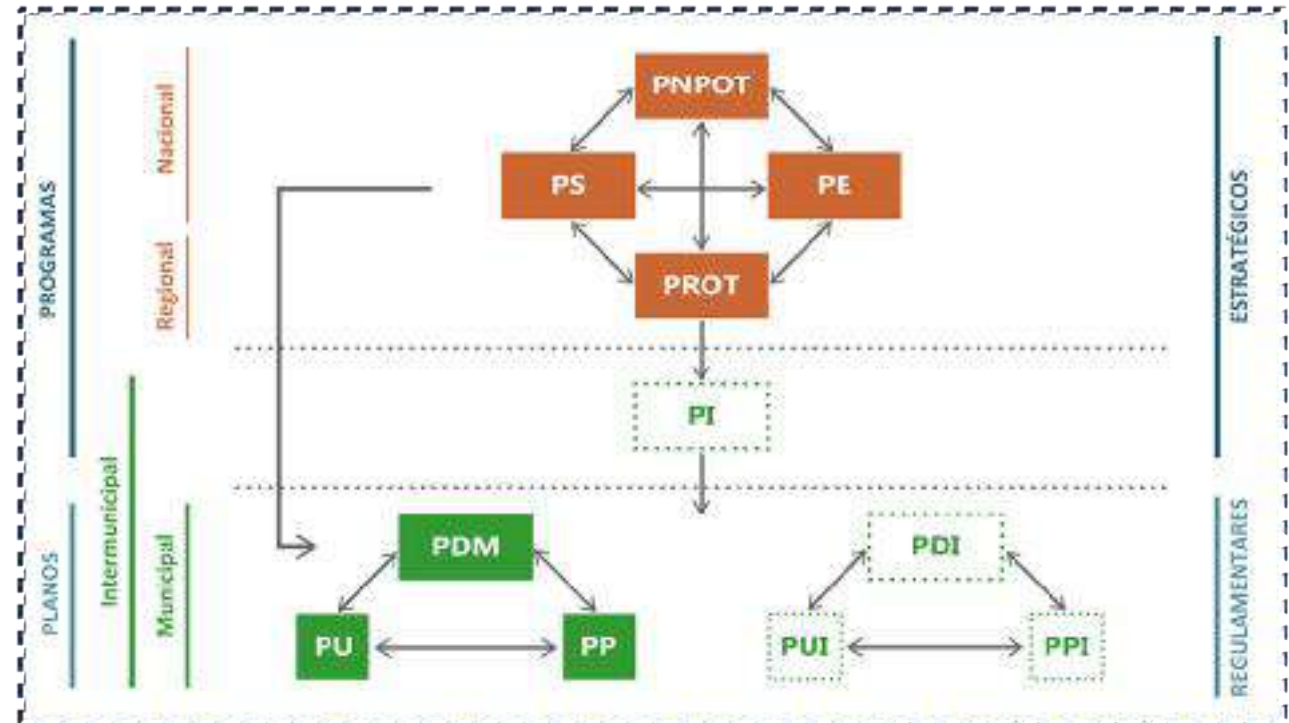 PROGRAMAS
Nacional
Regional
PNPOT
PS
PE
PROT
ESTRATÉGICOS
PI
PLANOS
Intermunicipal
Municipal
PDM
PU
PP
PDI
PUI
PPI
REGULAMENTARES